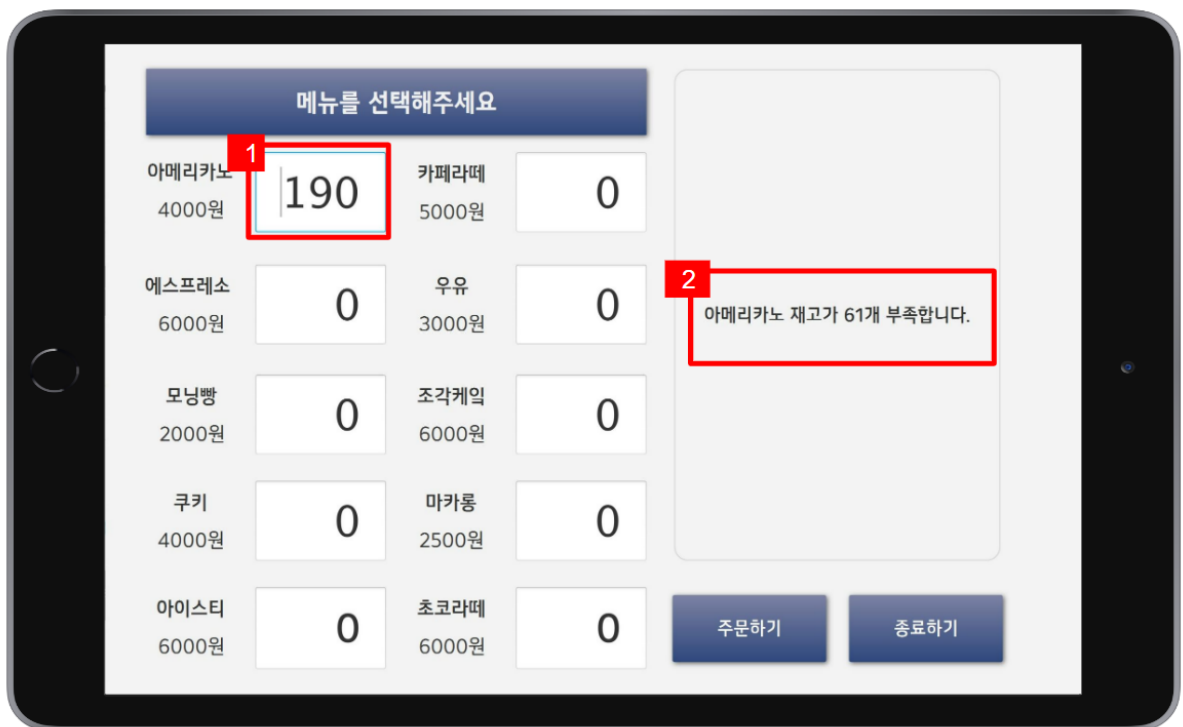 메뉴를 선택해주세요
1
아메리카노
4000원
190
카페라떼
5000원
0
에스프레소
6000원
0
우유
3000원
0
모닝빵
2000원
0
조각케잌
6000원
0
쿠키
4000원
0
마카롱
2500원
0
아이스티
6000원
0
초코라떼
6000원
0
2
아메리카노 재고가 61개 부족합니다.
주문하기
종료하기